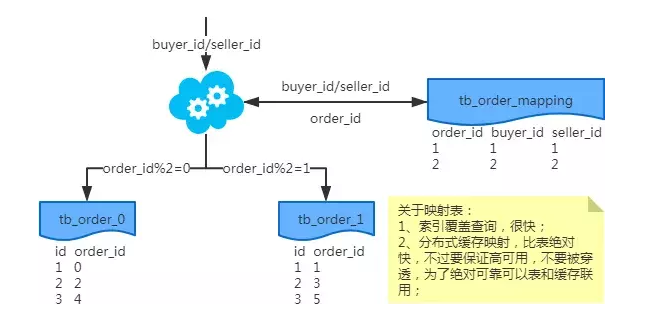 buyer_id/seller_id
buyer_id/seller_id
order_id
tb_order_mapping
order_id buyer_id seller_id
1 1 1
2 2 2
order_id%2=0
order_id%2=1
tb_order_0
id order_id
1 0
2 2
3 4
tb_order_1
id order_id
1 1
2 3
3 5
关于映射表：
1、索引覆盖查询，很快；
2、分布式缓存映射，比表绝对
快，不过要保证高可用，不要被穿
透，为了绝对可靠可以表和缓存联
用；